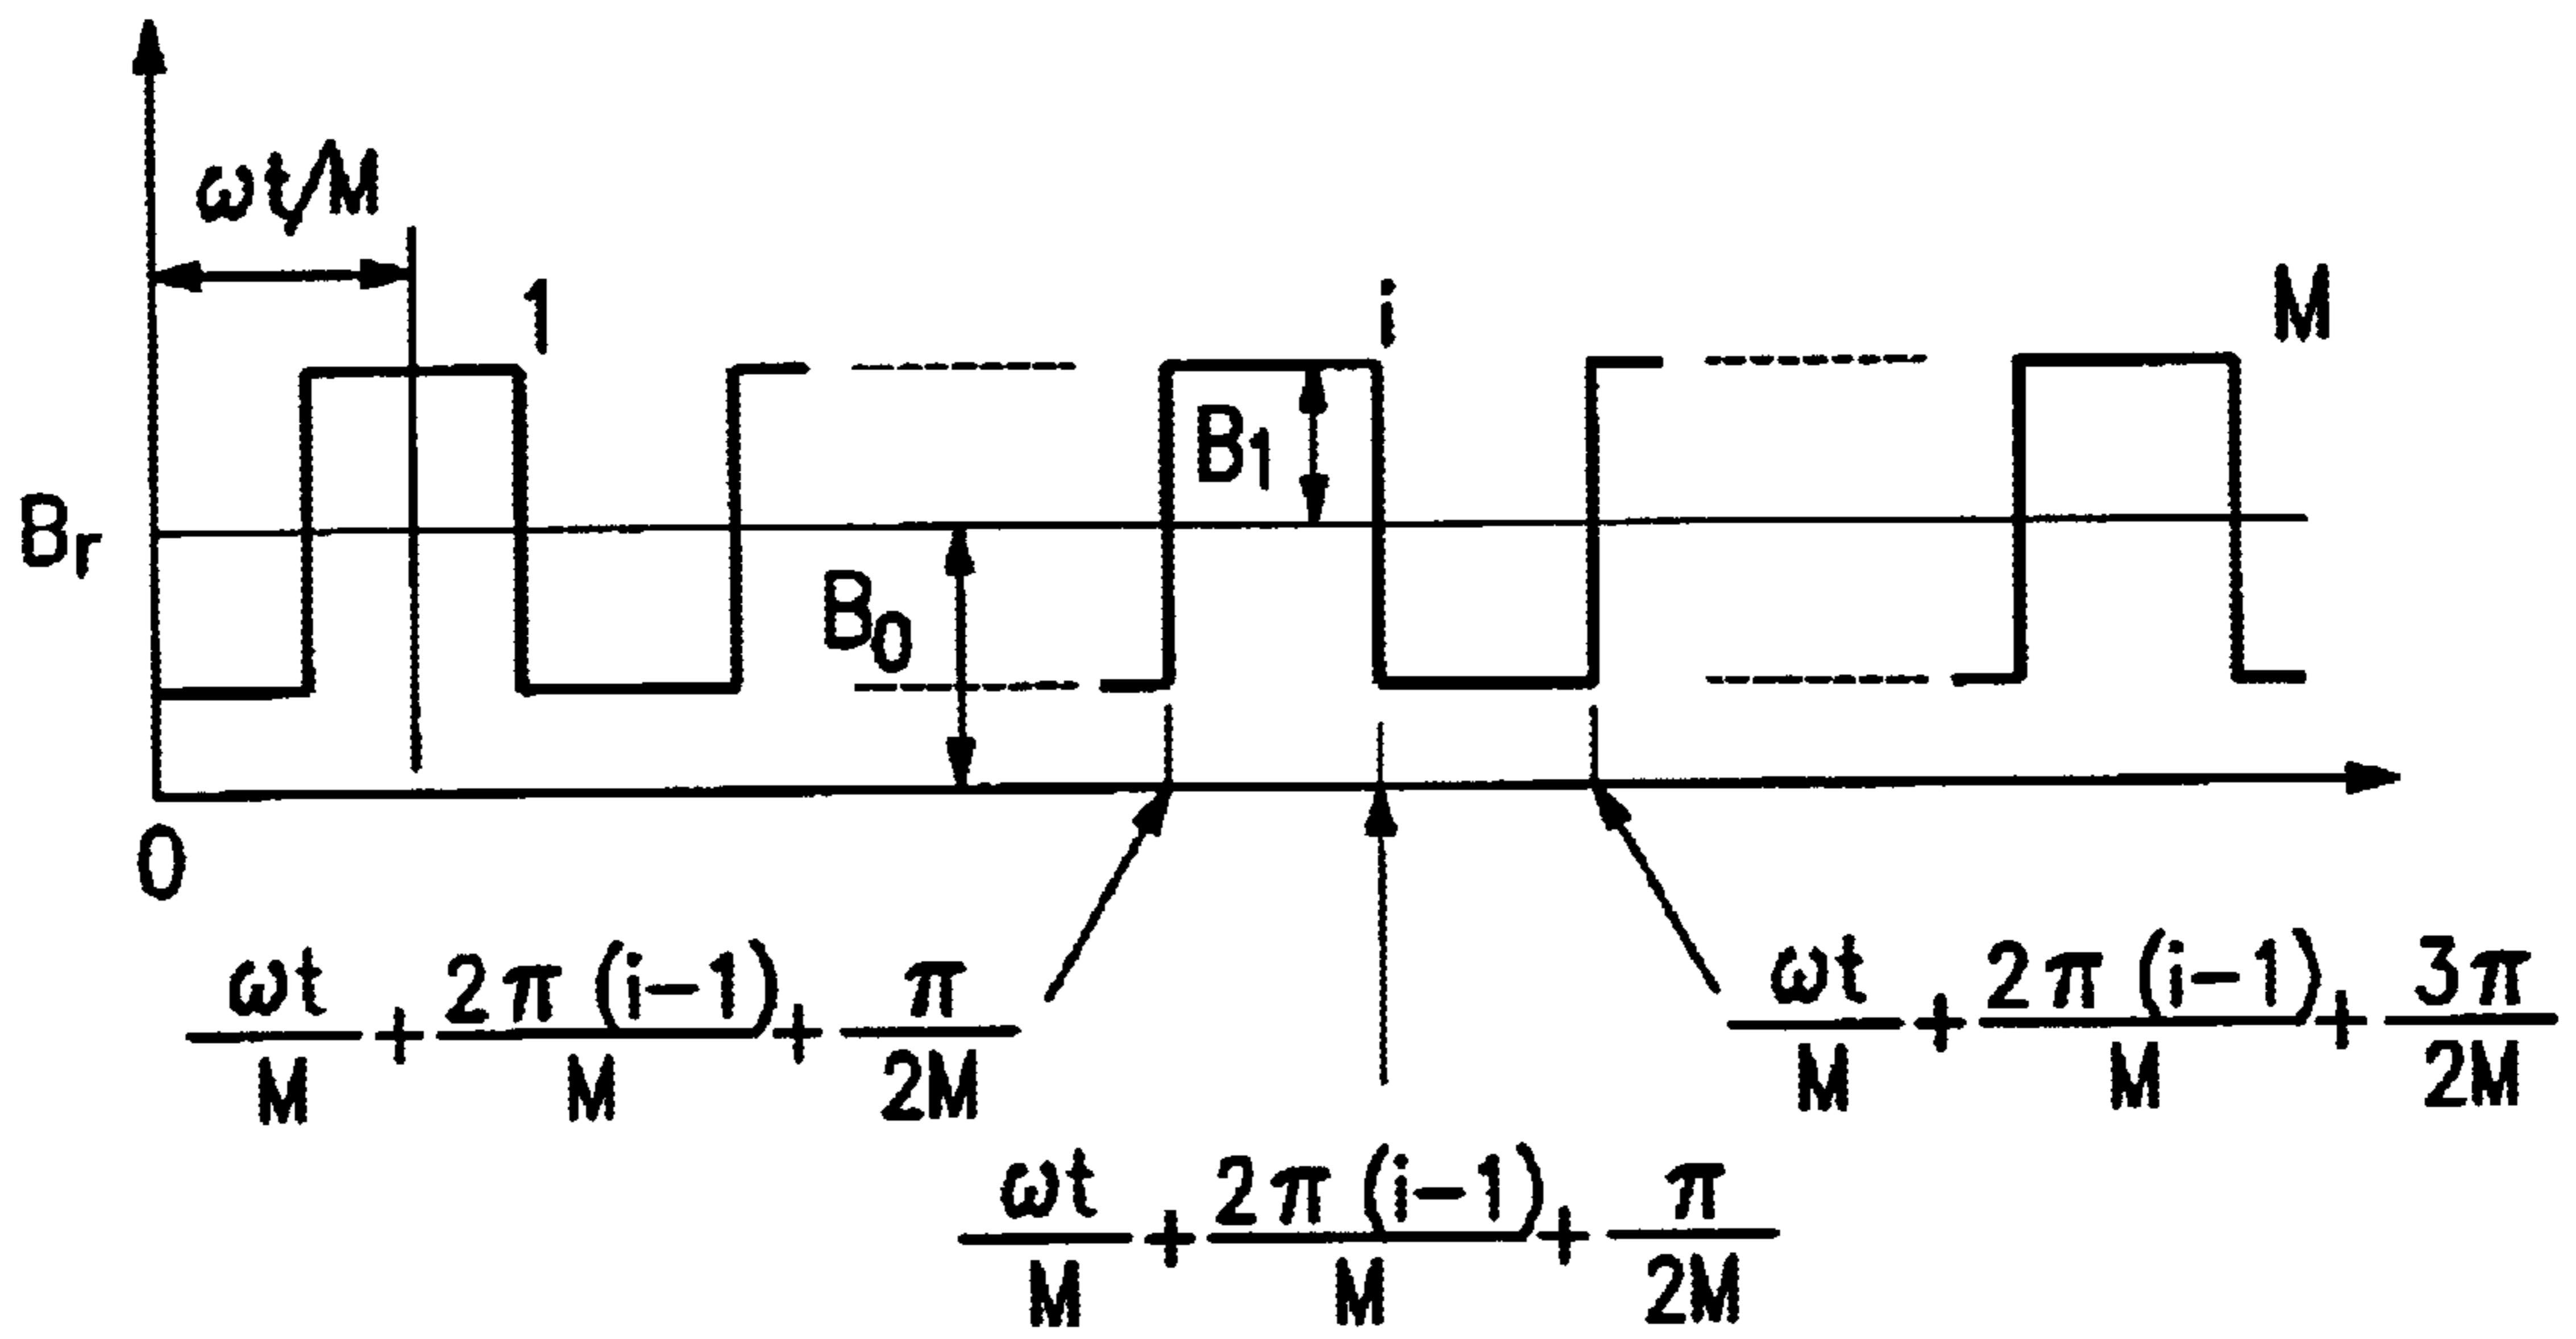 ωt/M
1
i
M
B₁
Bᵣ
B₀
0
ωt/M + 2π(i−1)/M + π/2M
ωt/M + 2π(i−1)/M + 3π/2M
ωt/M + 2π(i−1)/M + π/2M